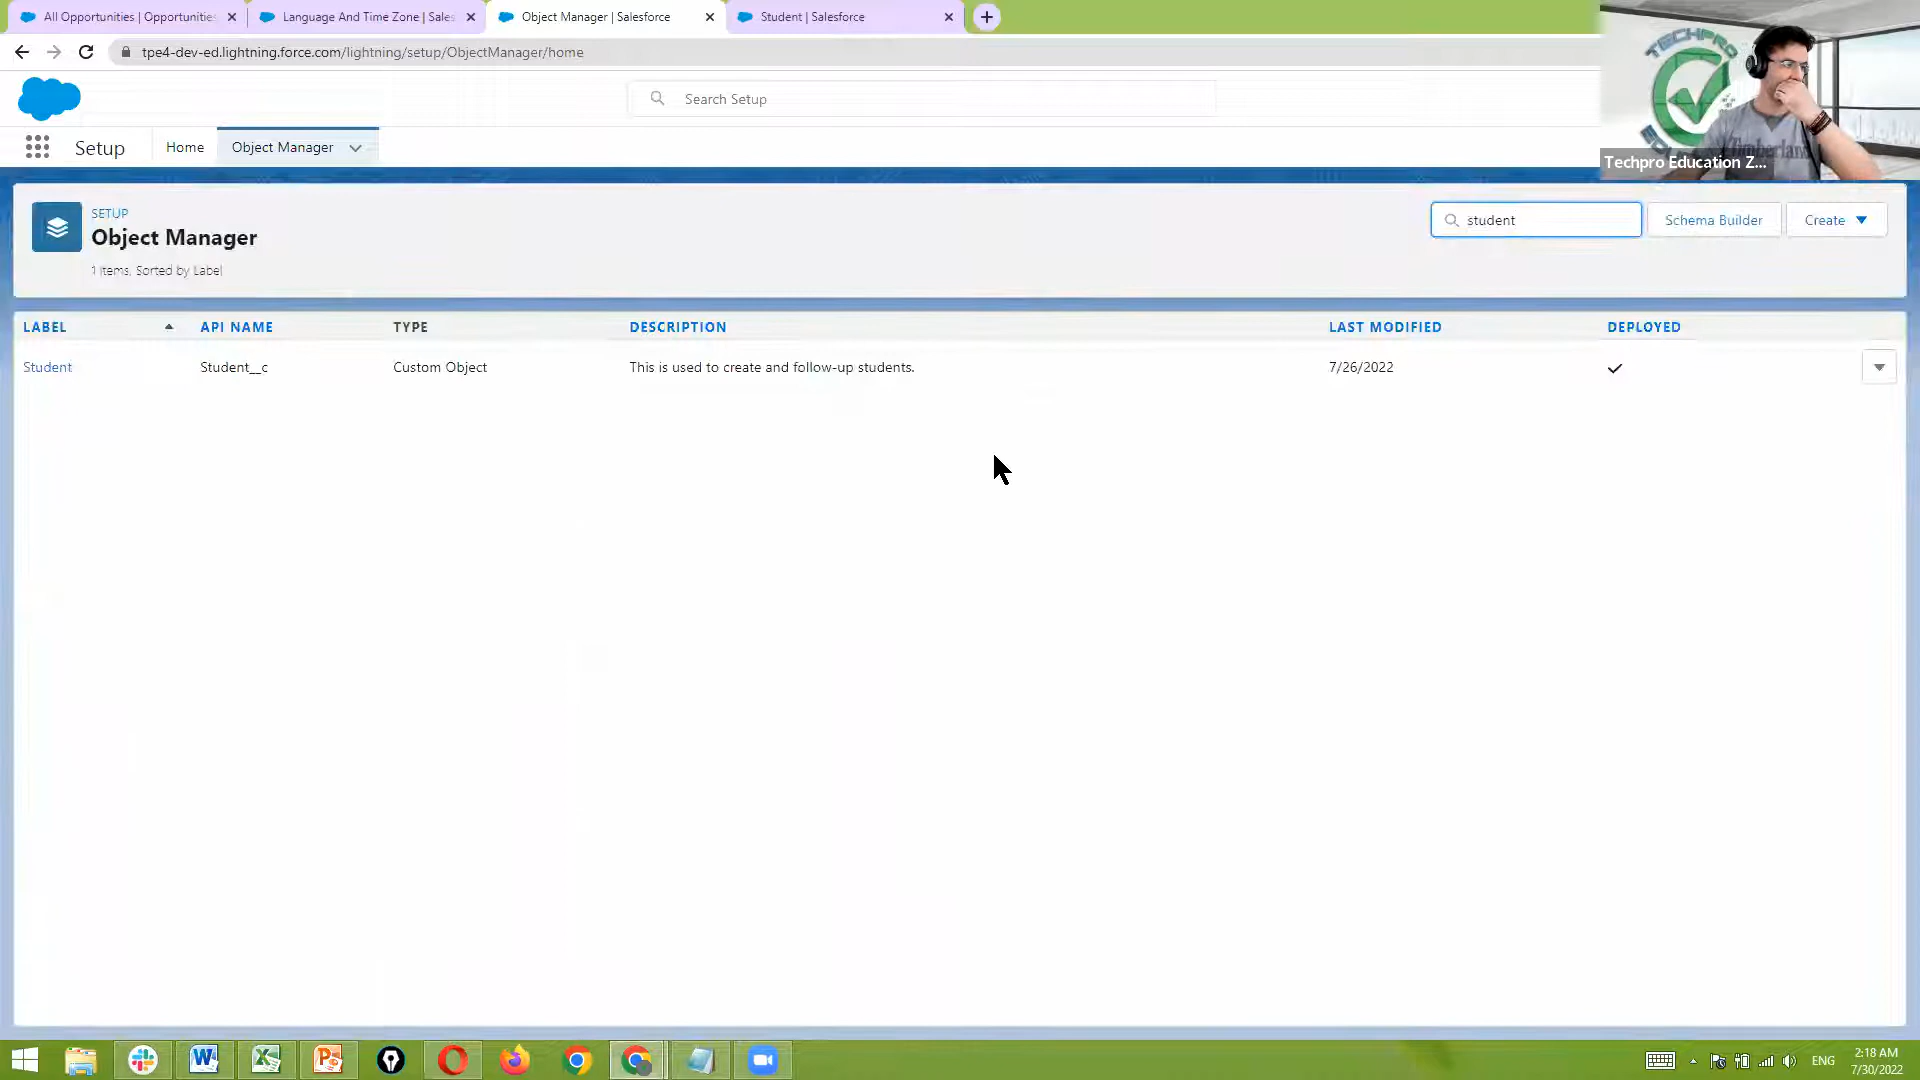 All Opportunities | Opportunities
Language And Time Zone | Sales
Object Manager | Salesforce
Student | Salesforce
tpe4-dev-ed.lightning.force.com/lightning/setup/ObjectManager/home
Search Setup
TECHPRO
Techpro Education Z...
Setup
Home
Object Manager
SETUP
Object Manager
1 items, Sorted by Label
student
Schema Builder
Create
LABEL
API NAME
TYPE
DESCRIPTION
LAST MODIFIED
DEPLOYED
Student
Student__c
Custom Object
This is used to create and follow-up students.
7/26/2022
ENG
2:18 AM
7/30/2022